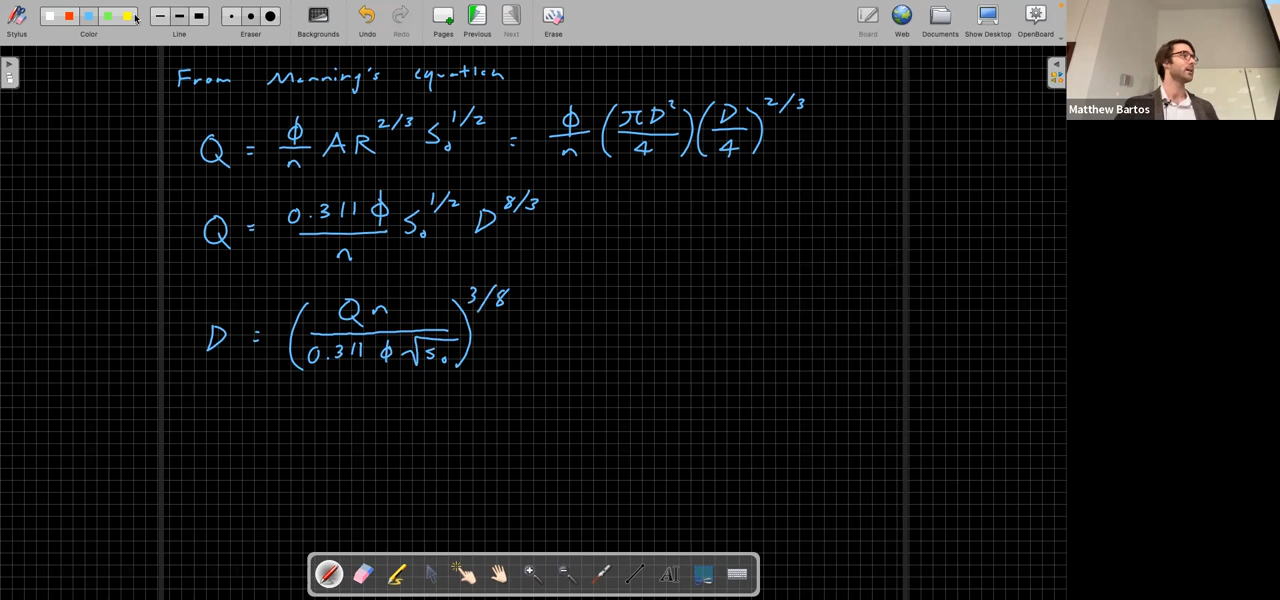 Stylus Color Line Eraser Backgrounds Undo Redo Pages Previous Next Erase Board Web Documents Show Desktop OpenBoard
Matthew Bartos
From Manning's equation
Q = ϕ/n A R^2/3 S₀^1/2 = ϕ/n (πD²/4)(D/4)^2/3
Q = 0.311 ϕ/n S₀^1/2 D^8/3
D = (Q n / 0.311 ϕ √S₀)^3/8
AI